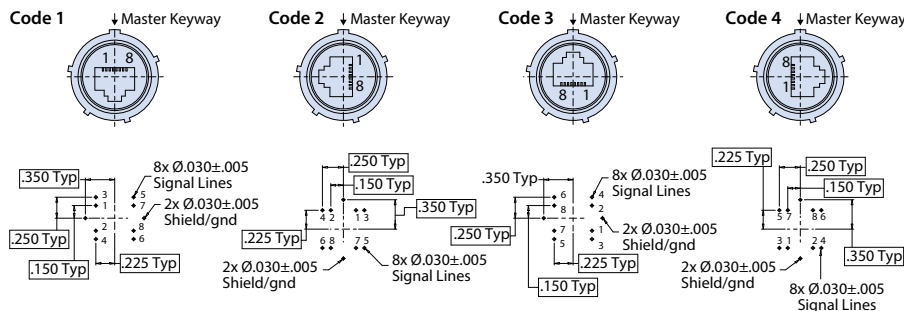 Code 1
Master Keyway
1 8
.350 Typ
8x Ø.030±.005
Signal Lines
2x Ø.030±.005
Shield/gnd
3
1
5
7
2
4
8
6
.250 Typ
.150 Typ
.225 Typ
Code 2
Master Keyway
1
8
.250 Typ
.150 Typ
.350 Typ
.225 Typ
4 2 1 3
6 8 7 5
2x Ø.030±.005
Shield/gnd
8x Ø.030±.005
Signal Lines
Code 3
Master Keyway
8 1
.350 Typ
8x Ø.030±.005
Signal Lines
6
8
4
2
7
5
1
3
2x Ø.030±.005
Shield/gnd
.250 Typ
.225 Typ
.150 Typ
Code 4
Master Keyway
8
1
.225 Typ
.250 Typ
.150 Typ
5 7 8 6
3 1 2 4
.350 Typ
2x Ø.030±.005
Shield/gnd
8x Ø.030±.005
Signal Lines